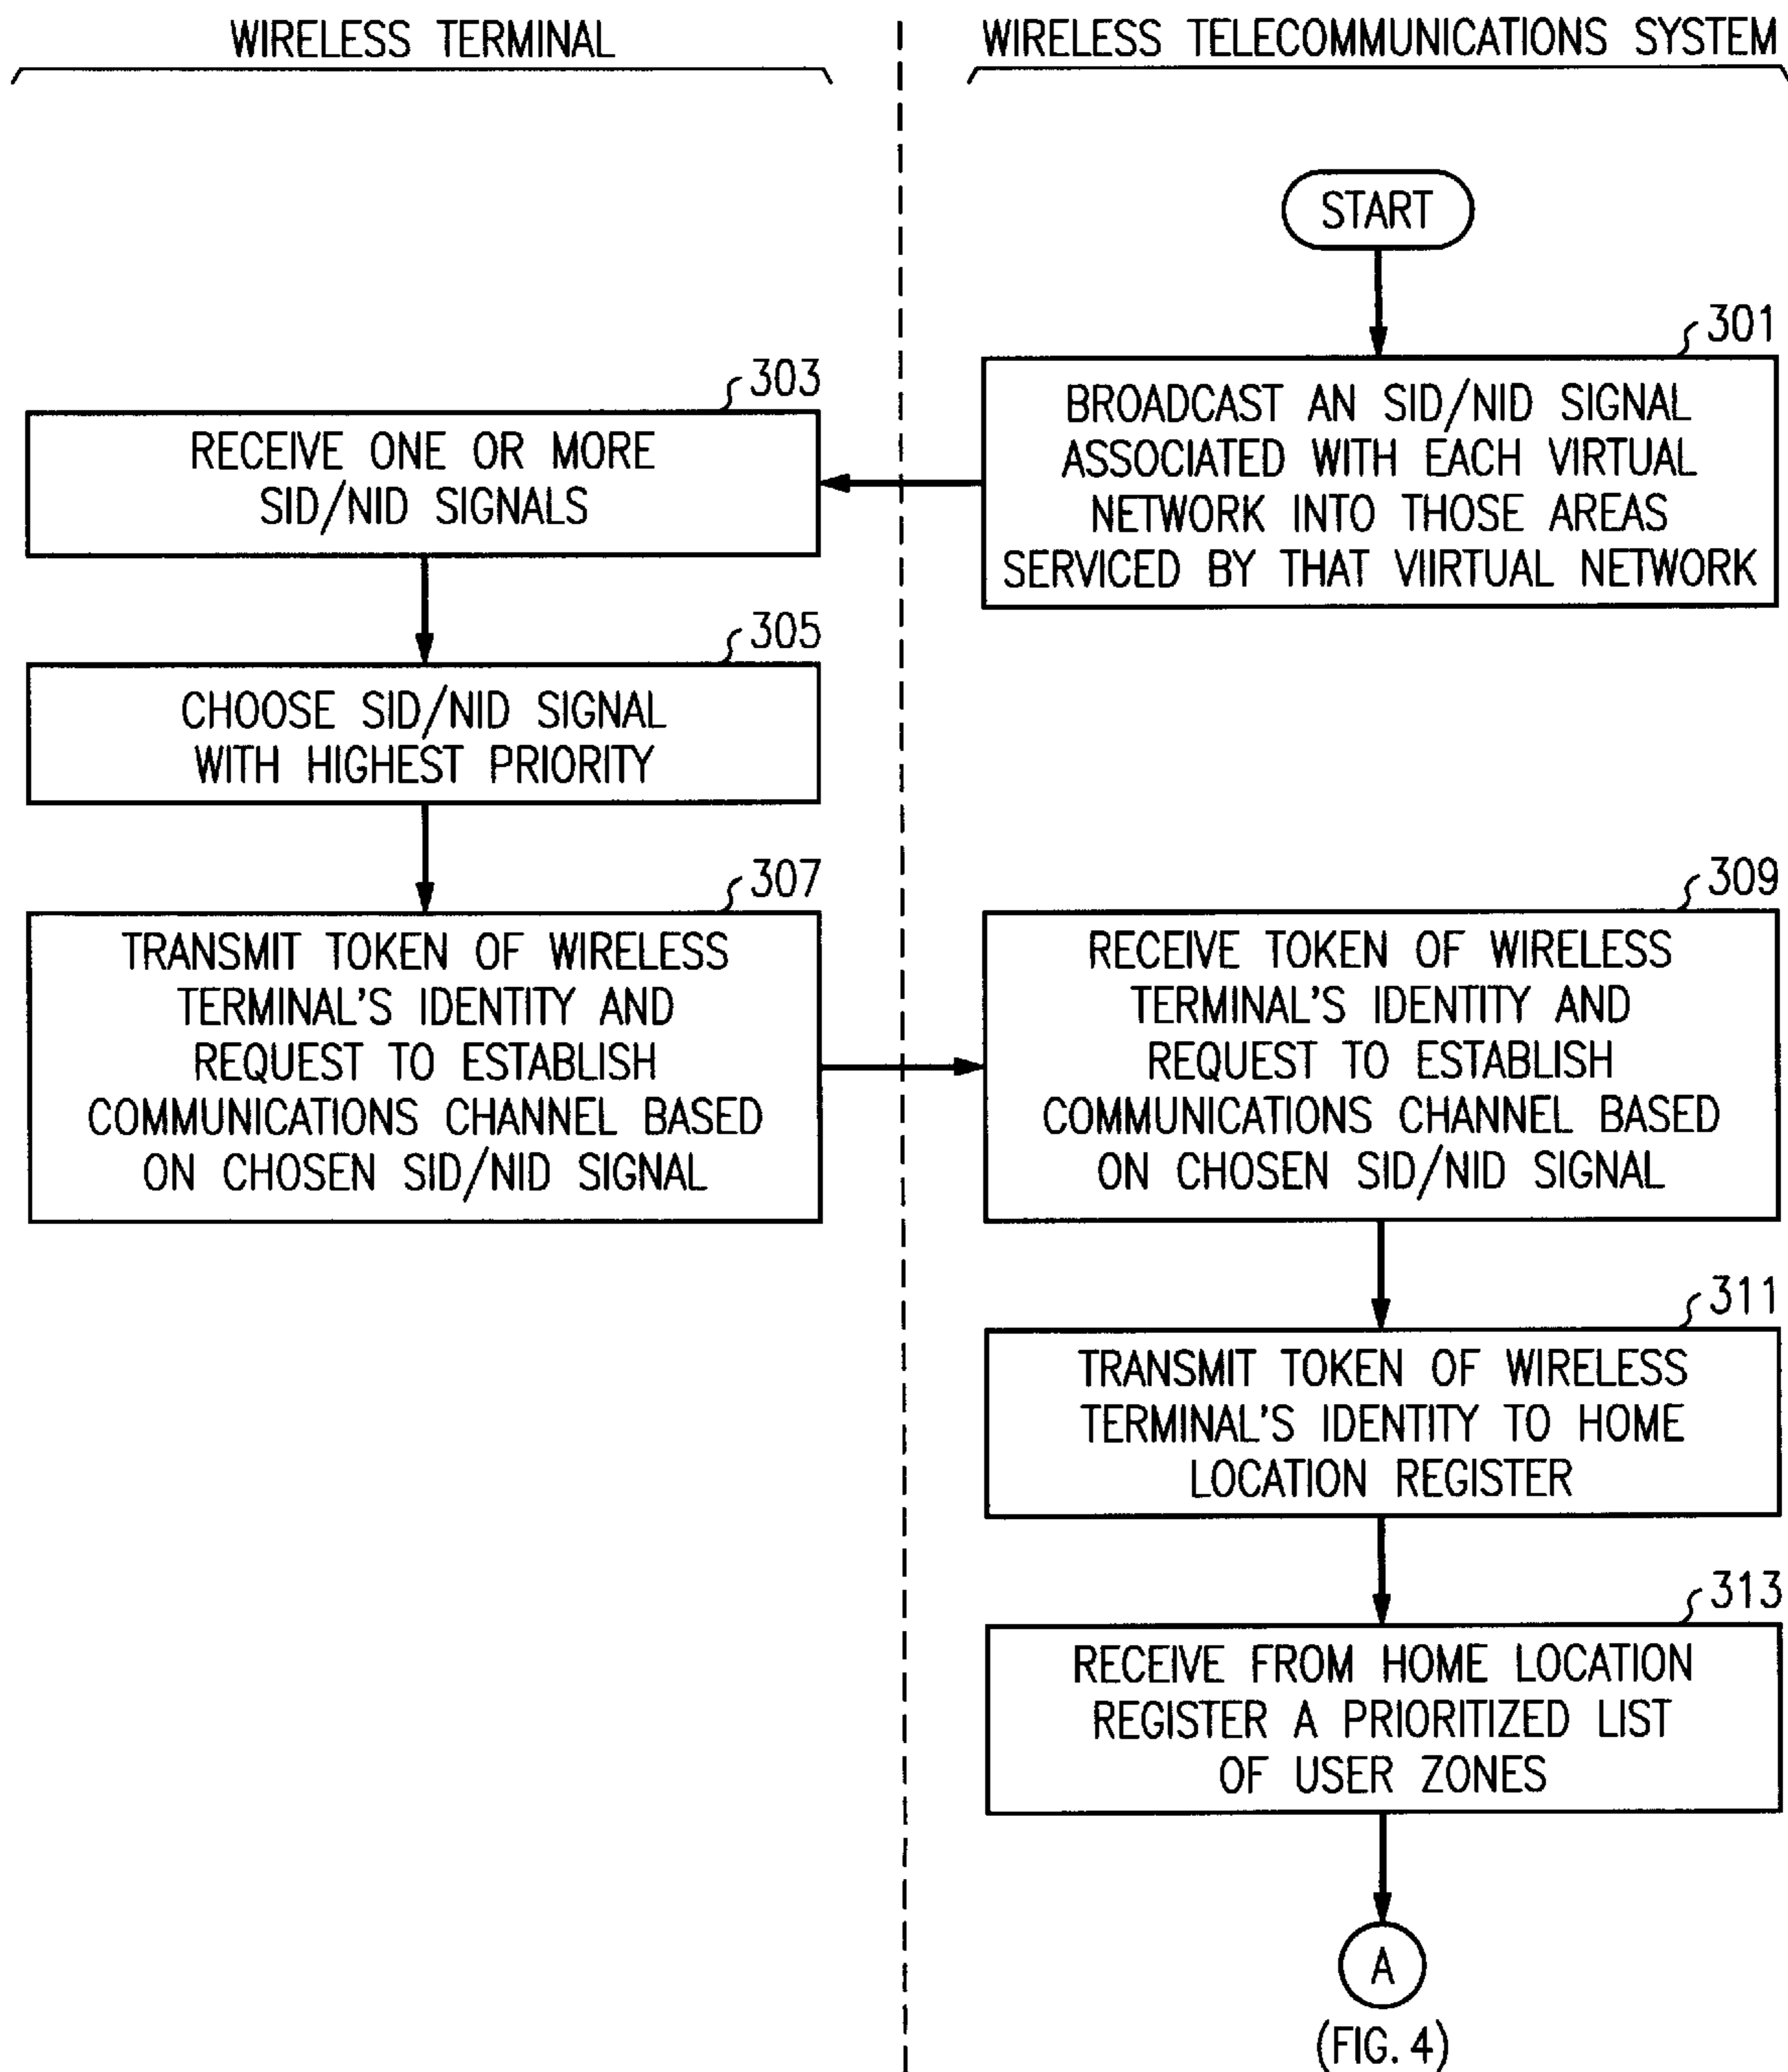 WIRELESS TERMINAL
WIRELESS TELECOMMUNICATIONS SYSTEM
START
301
BROADCAST AN SID/NID SIGNAL
ASSOCIATED WITH EACH VIRTUAL
NETWORK INTO THOSE AREAS
SERVICED BY THAT VIIRTUAL NETWORK
303
RECEIVE ONE OR MORE
SID/NID SIGNALS
305
CHOOSE SID/NID SIGNAL
WITH HIGHEST PRIORITY
307
TRANSMIT TOKEN OF WIRELESS
TERMINAL'S IDENTITY AND
REQUEST TO ESTABLISH
COMMUNICATIONS CHANNEL BASED
ON CHOSEN SID/NID SIGNAL
309
RECEIVE TOKEN OF WIRELESS
TERMINAL'S IDENTITY AND
REQUEST TO ESTABLISH
COMMUNICATIONS CHANNEL BASED
ON CHOSEN SID/NID SIGNAL
311
TRANSMIT TOKEN OF WIRELESS
TERMINAL'S IDENTITY TO HOME
LOCATION REGISTER
313
RECEIVE FROM HOME LOCATION
REGISTER A PRIORITIZED LIST
OF USER ZONES
A
(FIG. 4)